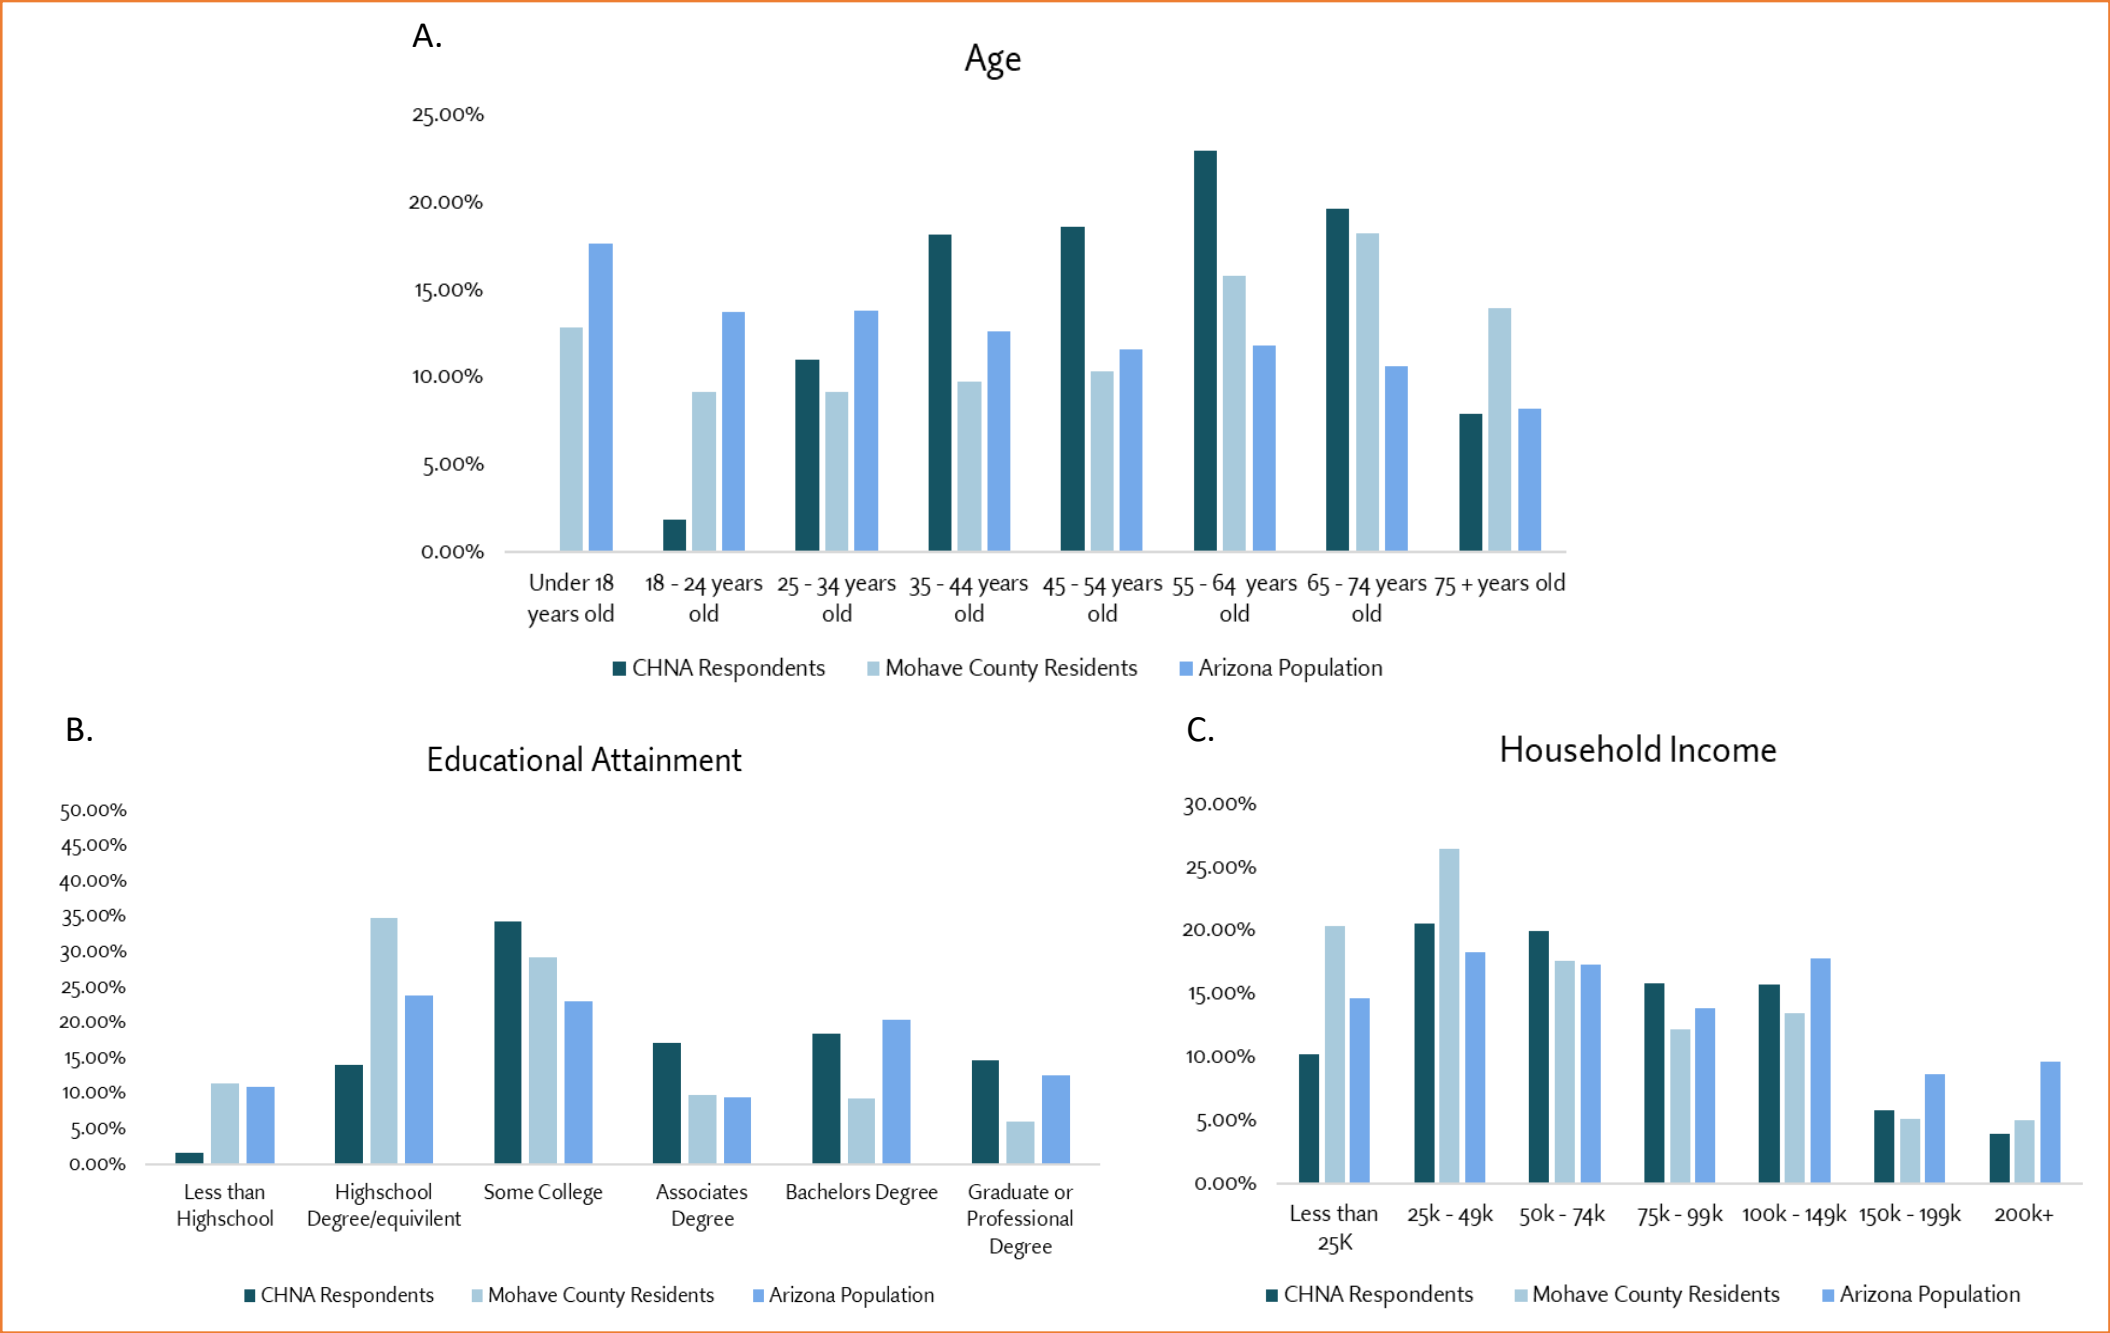 A.
Age
25.00%
20.00%
15.00%
10.00%
5.00%
0.00%
Under 18 years old
18 - 24 years old
25 - 34 years old
35 - 44 years old
45 - 54 years old
55 - 64 years old
65 - 74 years old
75 + years old
CHNA Respondents
Mohave County Residents
Arizona Population
B.
Educational Attainment
50.00%
45.00%
40.00%
35.00%
30.00%
25.00%
20.00%
15.00%
10.00%
5.00%
0.00%
Less than
Highschool
Highschool
Degree/equivilent
Some College
Associates
Degree
Bachelors Degree
Graduate or
Professional
Degree
CHNA Respondents
Mohave County Residents
Arizona Population
C.
Household Income
30.00%
25.00%
20.00%
15.00%
10.00%
5.00%
0.00%
Less than
25K
25k - 49k
50k - 74k
75k - 99k
100k - 149k
150k - 199k
200k+
CHNA Respondents
Mohave County Residents
Arizona Population